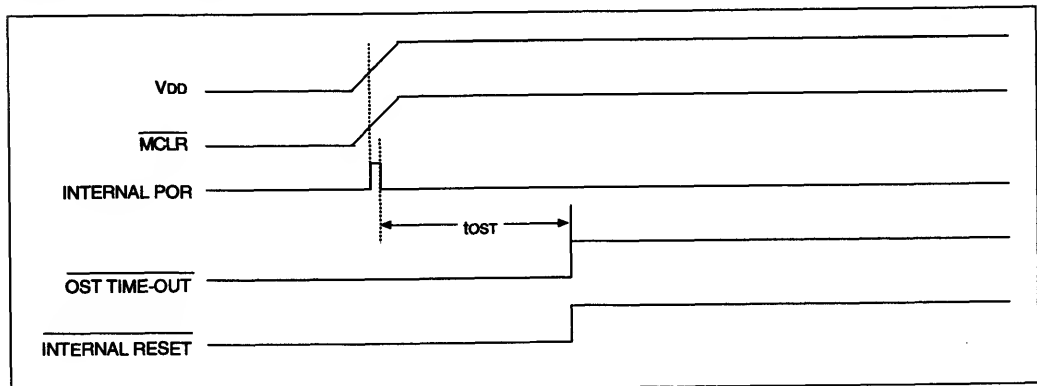 VDD
MCLR
INTERNAL POR
tOST
OST TIME-OUT
INTERNAL RESET